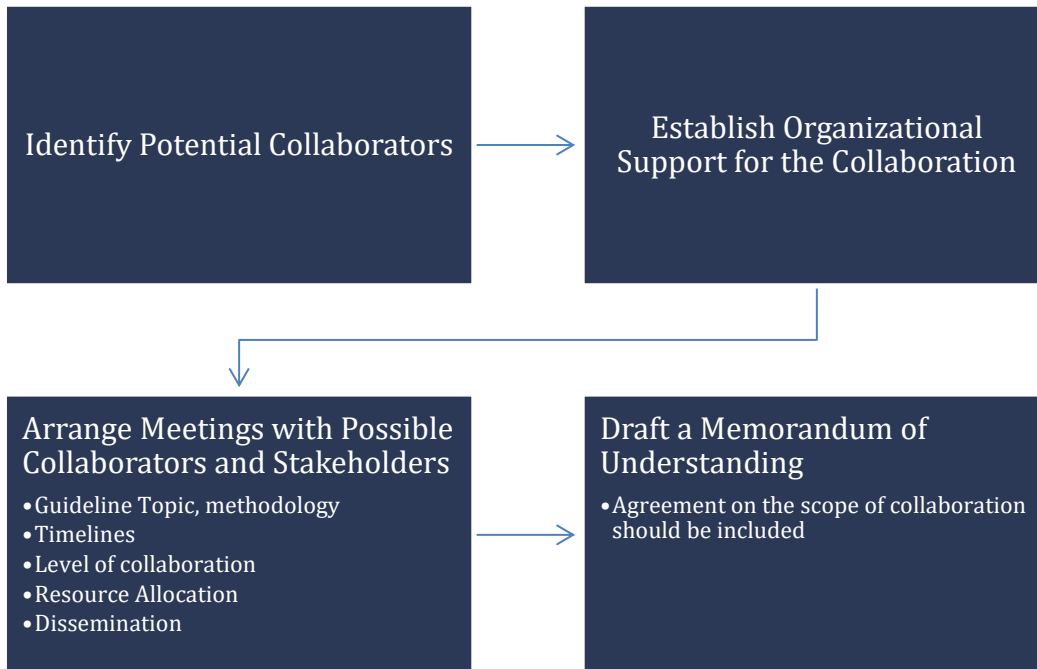 Identify Potential Collaborators
Establish Organizational
Support for the Collaboration
Arrange Meetings with Possible
Collaborators and Stakeholders
•Guideline Topic, methodology
•Timelines
•Level of collaboration
•Resource Allocation
•Dissemination
Draft a Memorandum of
Understanding
•Agreement on the scope of collaboration
should be included